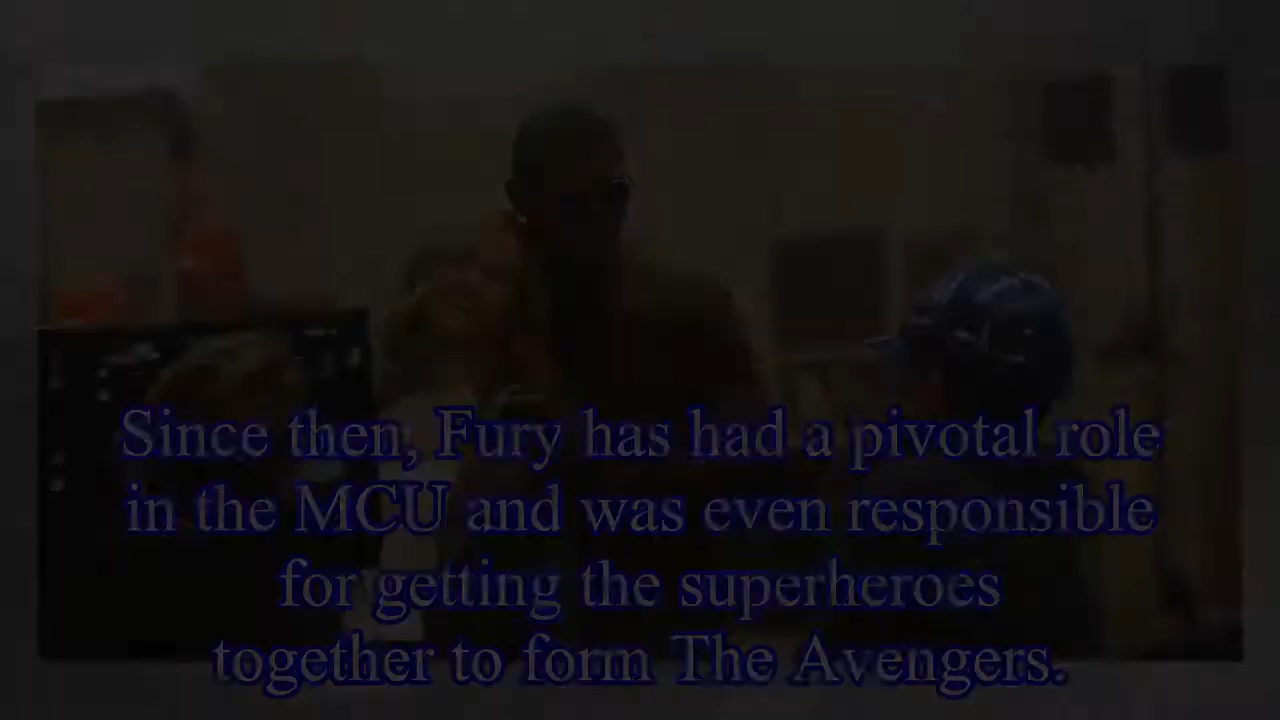 Since then, Fury has had a pivotal role
in the MCU and was even responsible
for getting the superheroes
together to form The Avengers.